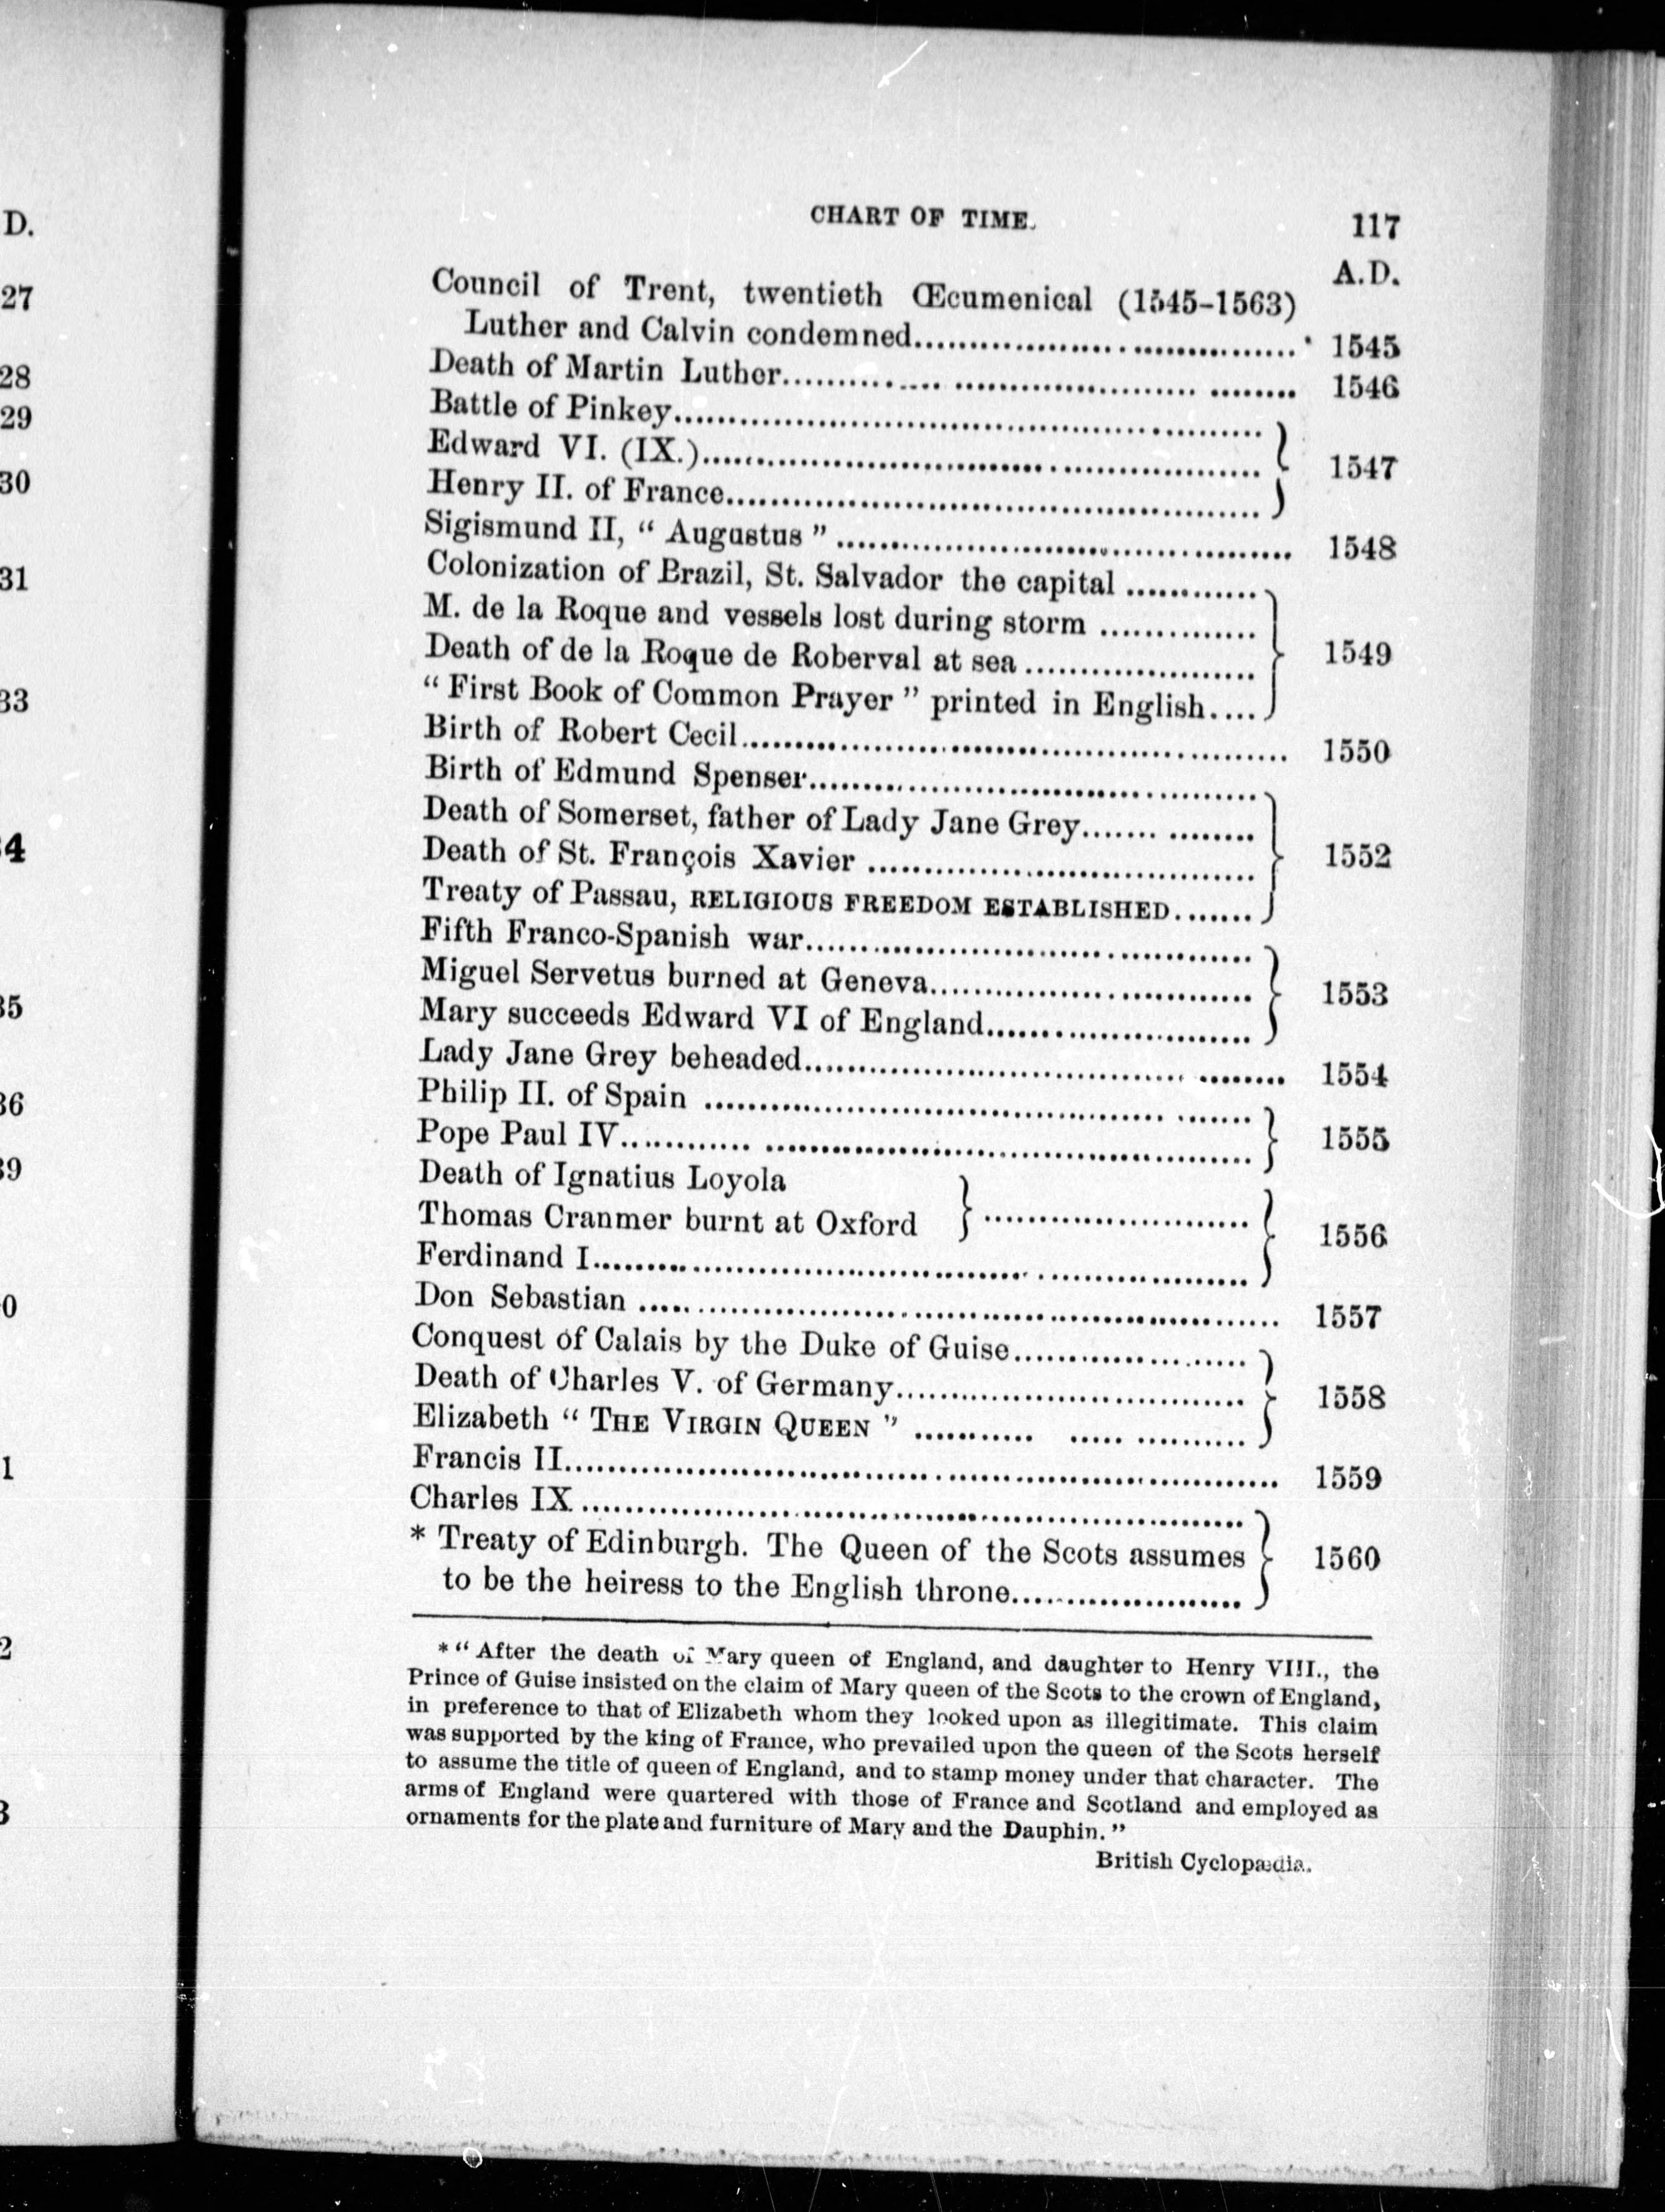 D.
27
28
29
30
31
33
34
35
36
39
0
1
2
3
CHART OF TIME.
117
A.D.
Council of Trent, twentieth Œcumenical (1545-1563)
Luther and Calvin condemned.......... 1545
Death of Martin Luther.......... 1546
Battle of Pinkey..........
Edward VI. (IX.).......... 1547
Henry II. of France..........
Sigismund II, “ Augustus ” .......... 1548
Colonization of Brazil, St. Salvador the capital ..........
M. de la Roque and vessels lost during storm ..........
Death of de la Roque de Roberval at sea .......... 1549
“ First Book of Common Prayer ” printed in English....
Birth of Robert Cecil.......... 1550
Birth of Edmund Spenser..........
Death of Somerset, father of Lady Jane Grey..........
Death of St. François Xavier .......... 1552
Treaty of Passau, RELIGIOUS FREEDOM ESTABLISHED.......
Fifth Franco-Spanish war..........
Miguel Servetus burned at Geneva.......... 1553
Mary succeeds Edward VI of England..........
Lady Jane Grey beheaded.......... 1554
Philip II. of Spain ..........
Pope Paul IV.......... 1555
Death of Ignatius Loyola
Thomas Cranmer burnt at Oxford .......... 1556
Ferdinand I..........
Don Sebastian .......... 1557
Conquest of Calais by the Duke of Guise..........
Death of Charles V. of Germany.......... 1558
Elizabeth “ THE VIRGIN QUEEN ” ..........
Francis II.......... 1559
Charles IX ..........
* Treaty of Edinburgh. The Queen of the Scots assumes 1560
to be the heiress to the English throne..........
* “ After the death of Mary queen of England, and daughter to Henry VIII., the
Prince of Guise insisted on the claim of Mary queen of the Scots to the crown of England,
in preference to that of Elizabeth whom they looked upon as illegitimate. This claim
was supported by the king of France, who prevailed upon the queen of the Scots herself
to assume the title of queen of England, and to stamp money under that character. The
arms of England were quartered with those of France and Scotland and employed as
ornaments for the plate and furniture of Mary and the Dauphin. ”
British Cyclopædia.